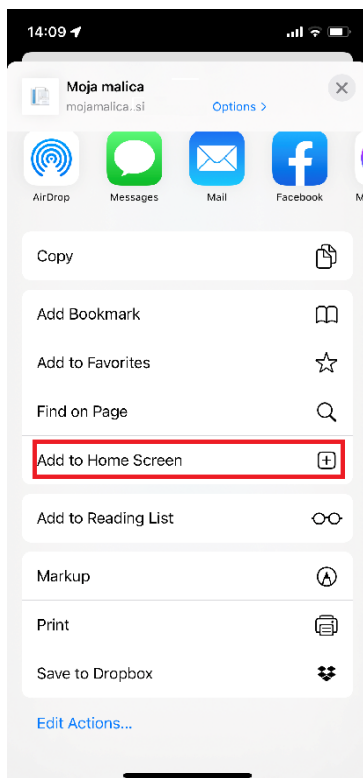 14:09
Moja malica
mojamalica..si
Options >
AirDrop
Messages
Mail
Facebook
M
Copy
Add Bookmark
Add to Favorites
Find on Page
Add to Home Screen
Add to Reading List
Markup
Print
Save to Dropbox
Edit Actions...